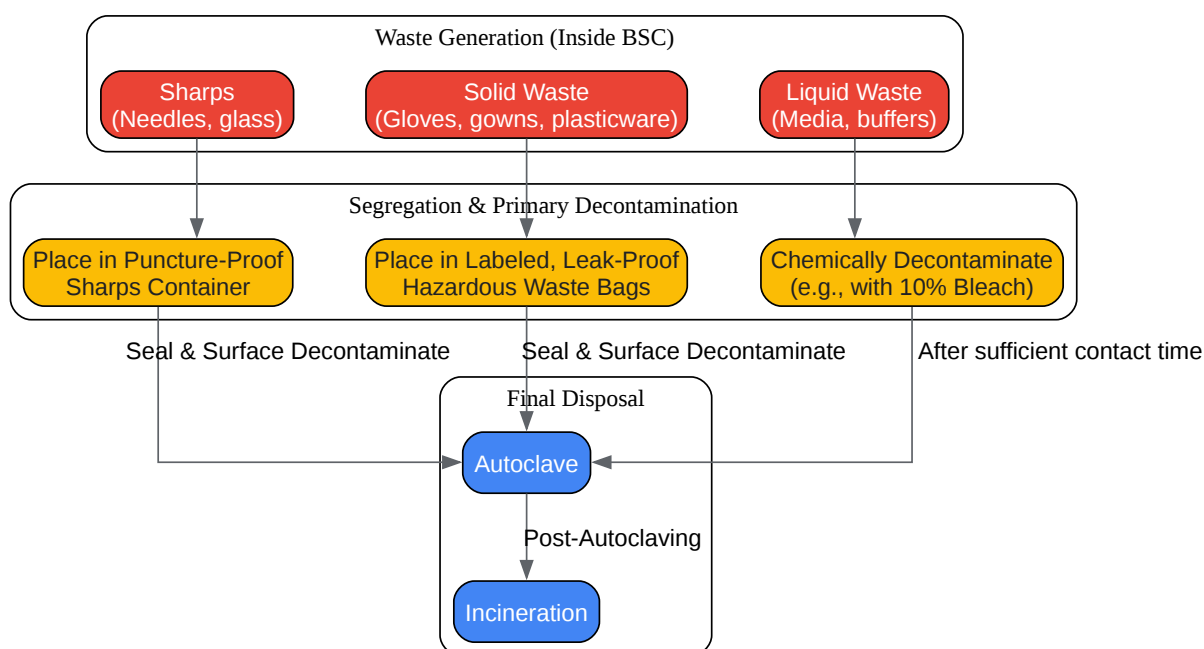 Waste Generation (Inside BSC)
Sharps
(Needles, glass)
Solid Waste
(Gloves, gowns, plasticware)
Liquid Waste
(Media, buffers)
Segregation & Primary Decontamination
Place in Puncture-Proof
Sharps Container
Place in Labeled, Leak-Proof
Hazardous Waste Bags
Chemically Decontaminate
(e.g., with 10% Bleach)
Seal & Surface Decontaminate
Seal & Surface Decontaminate
After sufficient contact time
Final Disposal
Autoclave
Post-Autoclaving
Incineration